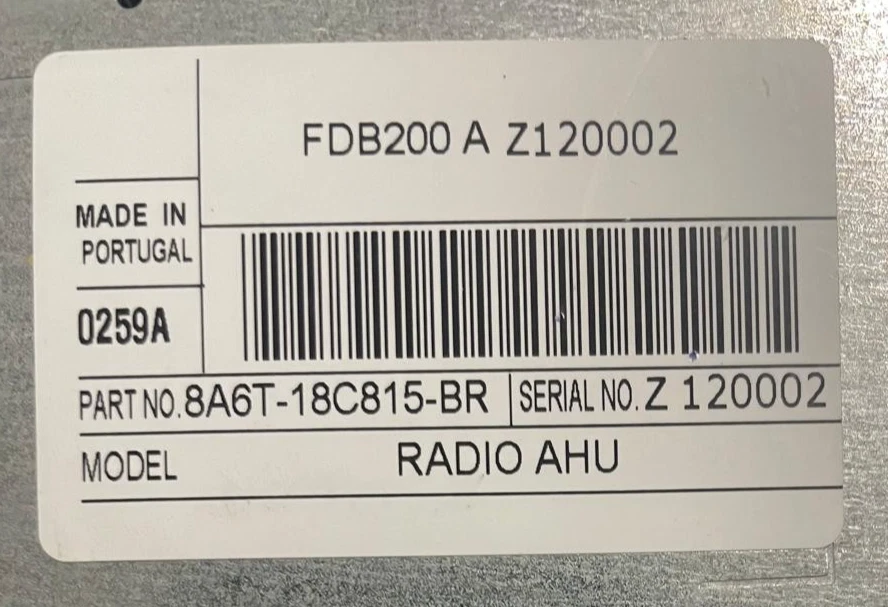 FDB200 A Z120002
MADE IN
PORTUGAL
0259A
PART NO.8A6T-18C815-BR SERIAL NO. Z 120002
MODEL RADIO AHU